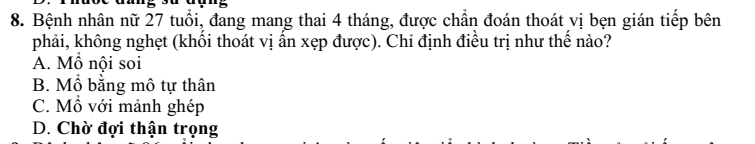 D. Thuốc đang sử dụng
8. Bệnh nhân nữ 27 tuổi, đang mang thai 4 tháng, được chẩn đoán thoát vị bẹn gián tiếp bên
phải, không nghẹt (khối thoát vị ấn xẹp được). Chỉ định điều trị như thế nào?
A. Mổ nội soi
B. Mổ bằng mô tự thân
C. Mổ với mảnh ghép
D. Chờ đợi thận trọng